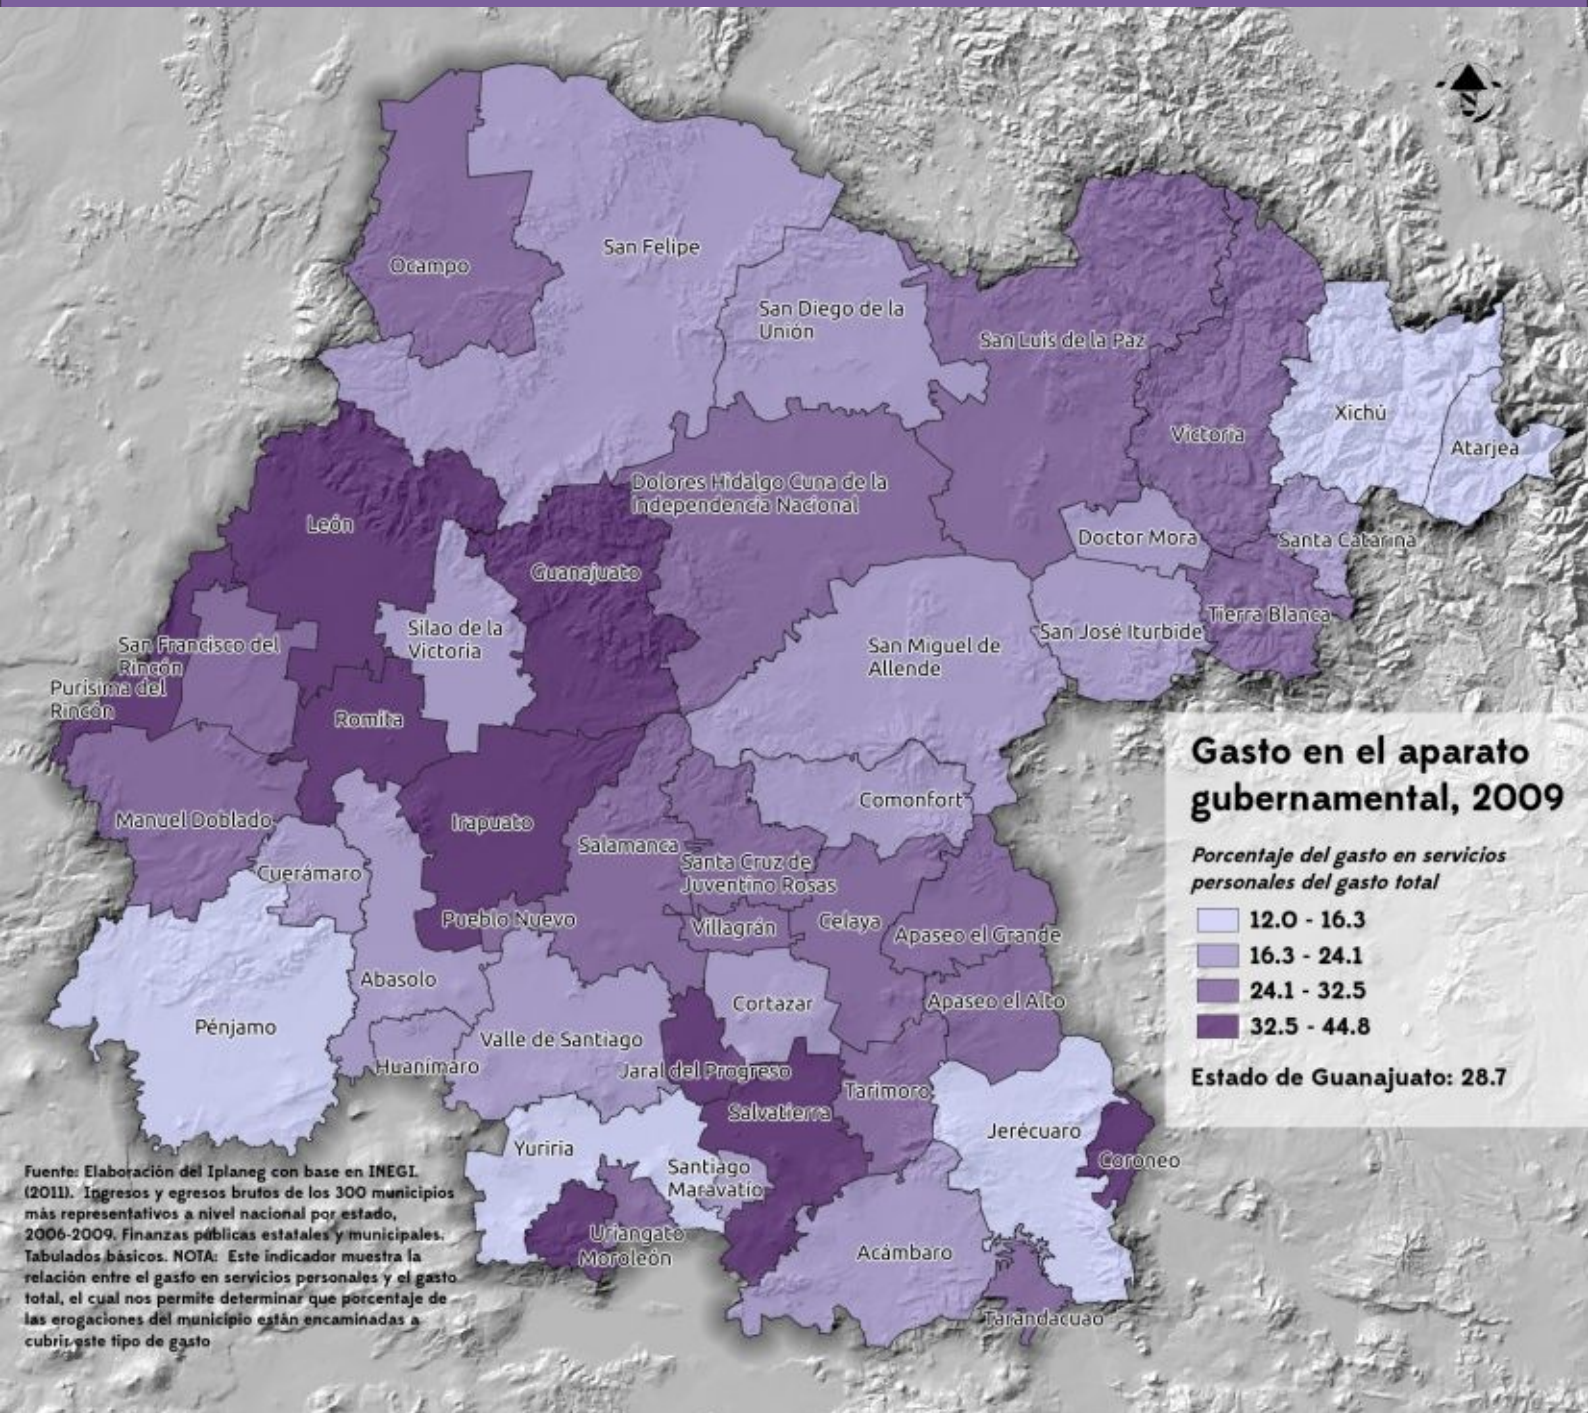 San Felipe
Ocampo
San Diego de la
Unión
San Luis de la Paz
Xichú
Victoria
Atarjea
Dolores Hidalgo Cuna de la
Independencia Nacional
León
Doctor Mora
Santa Catarina
Guanajuato
Tierra Blanca
Silao de la
Victoria
San José Iturbide
San Francisco del
Rincón
San Miguel de
Allende
Purísima del
Rincón
Romita
Manuel Doblado
Irapuato
Comonfort
Salamanca
Cuerámaro
Santa Cruz de
Juventino Rosas
Pueblo Nuevo
Villagrán
Celaya
Apaseo el Grande
Abasolo
Cortazar
Apaseo el Alto
Pénjamo
Valle de Santiago
Huanímaro
Jaral del Progreso
Tarimoro
Salvatierra
Yuriria
Jerécuaro
Santiago
Maravatío
Coroneo
Uriangato
Moroleón
Acámbaro
Tarandacuao
Gasto en el aparato
gubernamental, 2009
Porcentaje del gasto en servicios
personales del gasto total
12.0 - 16.3
16.3 - 24.1
24.1 - 32.5
32.5 - 44.8
Estado de Guanajuato: 28.7
Fuente: Elaboración del Iplaneg con base en INEGI.
(2011). Ingresos y egresos brutos de los 300 municipios
más representativos a nivel nacional por estado,
2006-2009. Finanzas públicas estatales y municipales.
Tabulados básicos. NOTA: Este indicador muestra la
relación entre el gasto en servicios personales y el gasto
total, el cual nos permite determinar que porcentaje de
las erogaciones del municipio están encaminadas a
cubrir este tipo de gasto